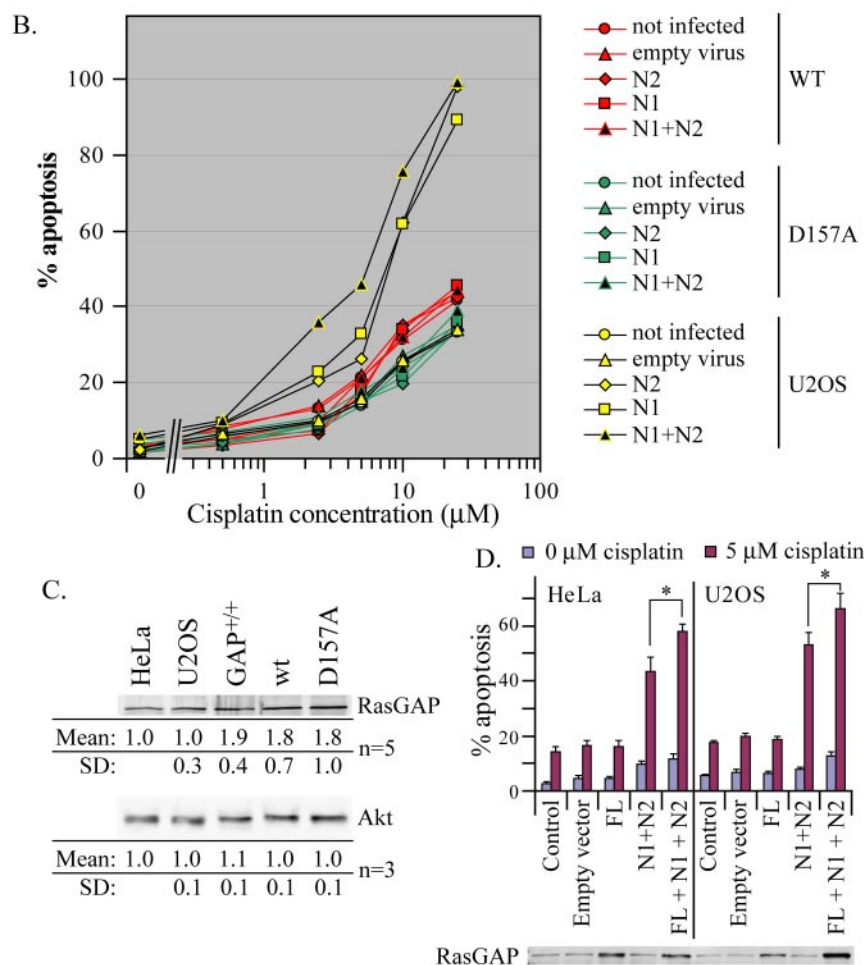 B.
% apoptosis
100
80
60
40
20
0
0 1 10 100
Cisplatin concentration (µM)
not infected
empty virus
N2
N1
N1+N2
WT
not infected
empty virus
N2
N1
N1+N2
D157A
not infected
empty virus
N2
N1
N1+N2
U2OS
C.
HeLa U2OS GAP+/+ wt D157A
RasGAP
Mean: 1.0 1.0 1.9 1.8 1.8
n=5
SD: 0.3 0.4 0.7 1.0
Akt
Mean: 1.0 1.0 1.1 1.0 1.0
n=3
SD: 0.1 0.1 0.1 0.1
D.
0 µM cisplatin 5 µM cisplatin
HeLa U2OS
* *
% apoptosis
60
40
20
0
Control Empty vector FL N1+N2 FL + N1 + N2 Control Empty vector FL N1+N2 FL + N1 + N2
RasGAP